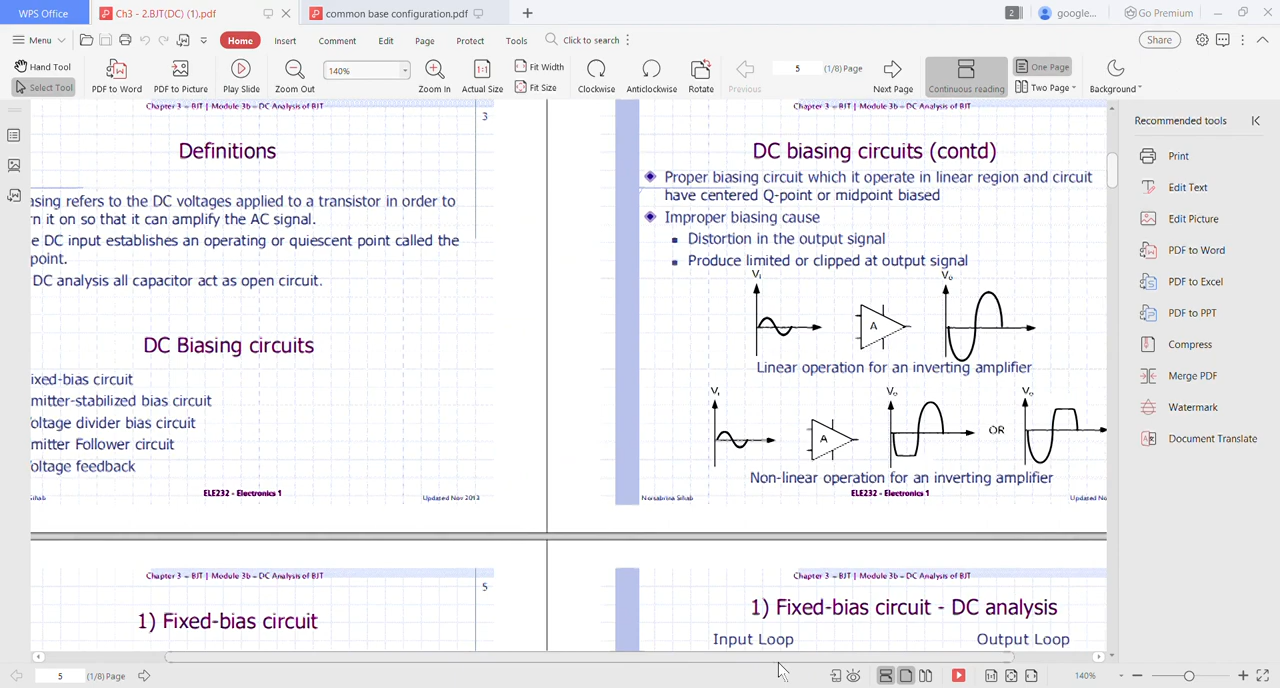 WPS Office
Ch3 - 2.BJT(DC) (1).pdf
common base configuration.pdf
2
google...
Go Premium
Menu
Home
Insert
Comment
Edit
Page
Protect
Tools
Click to search
Share
Hand Tool
Select Tool
PDF to Word
PDF to Picture
Play Slide
Zoom Out
140%
Zoom In
1:1
Actual Size
Fit Width
Fit Size
Clockwise
Anticlockwise
Rotate
5
(1/8)Page
Previous
Next Page
Continuous reading
One Page
Two Page
Background
Chapter 3 – BJT | Module 3b – DC Analysis of BJT
3
Definitions
asing refers to the DC voltages applied to a transistor in order to
n it on so that it can amplify the AC signal.
e DC input establishes an operating or quiescent point called the
point.
DC analysis all capacitor act as open circuit.
DC Biasing circuits
ixed-bias circuit
mitter-stabilized bias circuit
oltage divider bias circuit
mitter Follower circuit
oltage feedback
Sihab
ELE232 - Electronics 1
Updated Nov 2013
Chapter 3 – BJT | Module 3b – DC Analysis of BJT
DC biasing circuits (contd)
Proper biasing circuit which it operate in linear region and circuit
have centered Q-point or midpoint biased
Improper biasing cause
Distortion in the output signal
Produce limited or clipped at output signal
Vi
Vo
A
Linear operation for an inverting amplifier
Vi
Vo
Vo
A
OR
Non-linear operation for an inverting amplifier
Norsabrina Sihab
ELE232 - Electronics 1
Updated No
Chapter 3 – BJT | Module 3b – DC Analysis of BJT
5
1) Fixed-bias circuit
Chapter 3 – BJT | Module 3b – DC Analysis of BJT
1) Fixed-bias circuit - DC analysis
Input Loop
Output Loop
Recommended tools
Print
Edit Text
Edit Picture
PDF to Word
PDF to Excel
PDF to PPT
Compress
Merge PDF
Watermark
Document Translate
5
(1/8)Page
140%